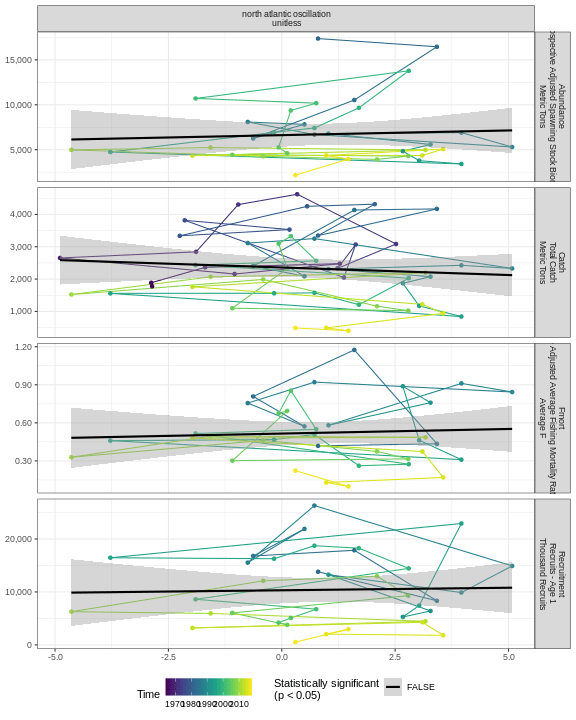 north atlantic oscillation
unitless
15,000
10,000
5,000
Abundance
Adjusted Spawning Stock
Metric Tons
4,000
3,000
2,000
1,000
Catch
Total Catch
Metric Tons
1.20
0.90
0.60
0.30
Fmort
Adjusted Average Fishing Mortality
Average F
20,000
10,000
0
Recruitment
Recruits - Age 1
Thousand Recruits
-5.0 -2.5 0.0 2.5 5.0
Time
1970 1980 1990 2000 2010
Statistically significant
(p < 0.05)
FALSE